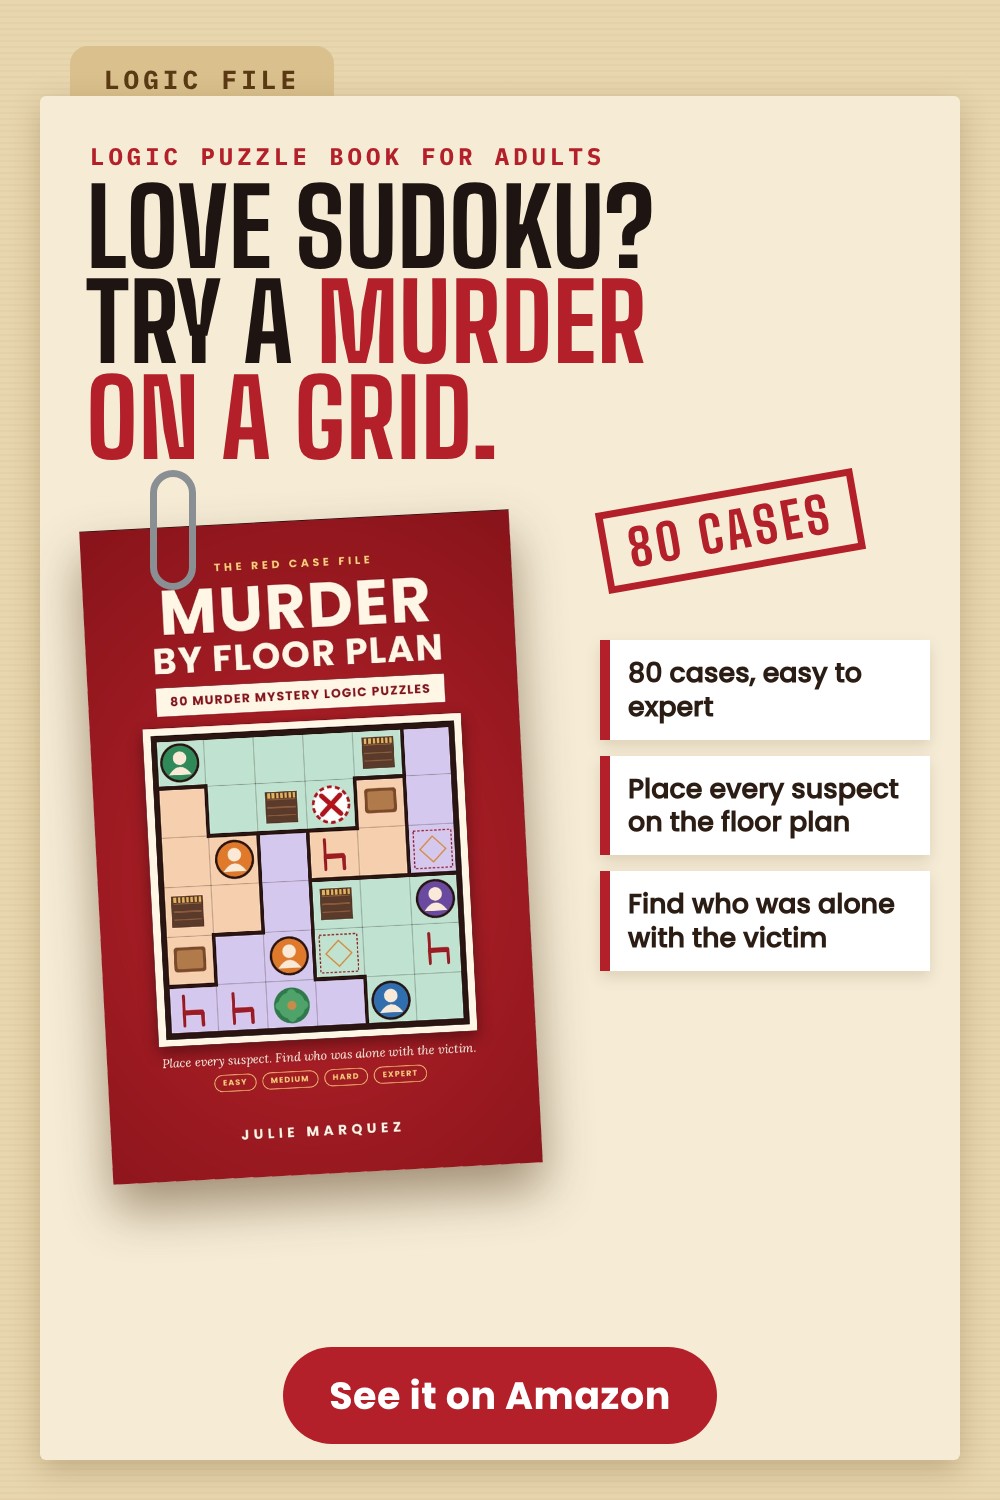 LOGIC FILE
LOGIC PUZZLE BOOK FOR ADULTS
LOVE SUDOKU?
TRY A MURDER
ON A GRID.
80 CASES
THE RED CASE FILE
MURDER
BY FLOOR PLAN
80 MURDER MYSTERY LOGIC PUZZLES
Place every suspect. Find who was alone with the victim.
EASY MEDIUM HARD EXPERT
JULIE MARQUEZ
80 cases, easy to
expert
Place every suspect
on the floor plan
Find who was alone
with the victim
See it on Amazon